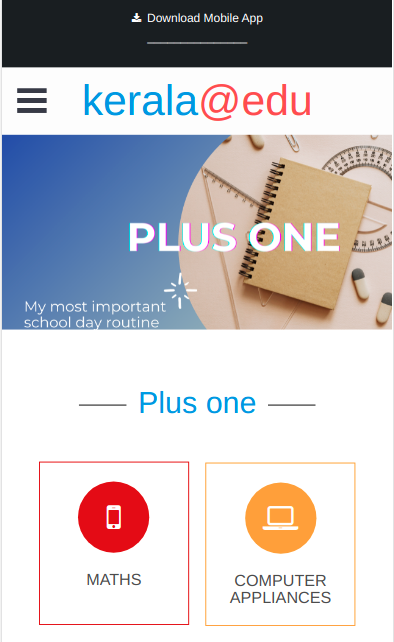 Download Mobile App
kerala@edu
PLUS ONE
My most important
school day routine
Plus one
MATHS
COMPUTER
APPLIANCES